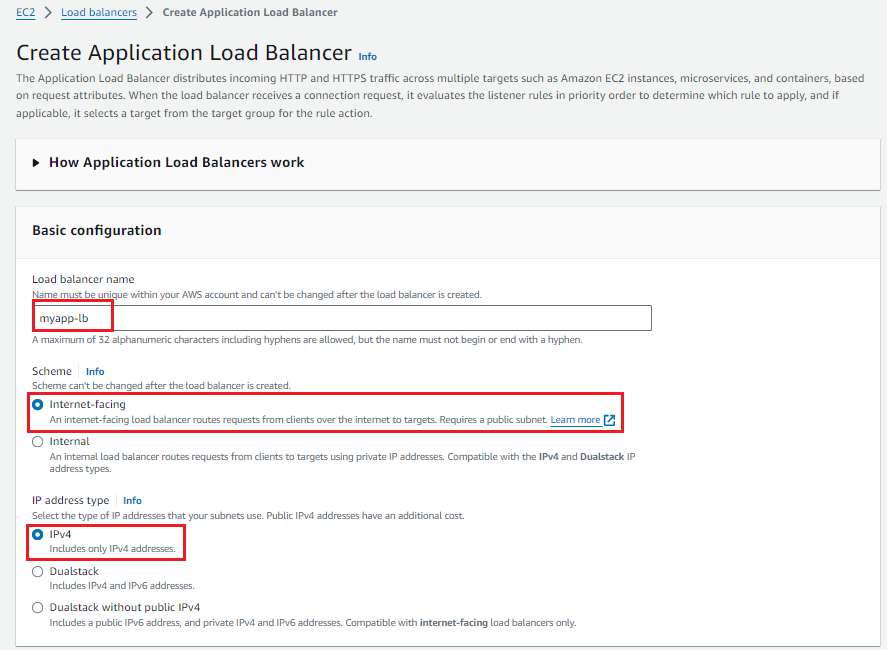 EC2 > Load balancers > Create Application Load Balancer
Create Application Load Balancer Info
The Application Load Balancer distributes incoming HTTP and HTTPS traffic across multiple targets such as Amazon EC2 instances, microservices, and containers, based
on request attributes. When the load balancer receives a connection request, it evaluates the listener rules in priority order to determine which rule to apply, and if
applicable, it selects a target from the target group for the rule action.
How Application Load Balancers work
Basic configuration
Load balancer name
Name must be unique within your AWS account and can't be changed after the load balancer is created.
myapp-lb
A maximum of 32 alphanumeric characters including hyphens are allowed, but the name must not begin or end with a hyphen.
Scheme Info
Scheme can't be changed after the load balancer is created.
Internet-facing
An internet-facing load balancer routes requests from clients over the internet to targets. Requires a public subnet. Learn more
Internal
An internal load balancer routes requests from clients to targets using private IP addresses. Compatible with the IPv4 and Dualstack IP
address types.
IP address type Info
Select the type of IP addresses that your subnets use. Public IPv4 addresses have an additional cost.
IPv4
Includes only IPv4 addresses.
Dualstack
Includes IPv4 and IPv6 addresses.
Dualstack without public IPv4
Includes a public IPv6 address, and private IPv4 and IPv6 addresses. Compatible with internet-facing load balancers only.